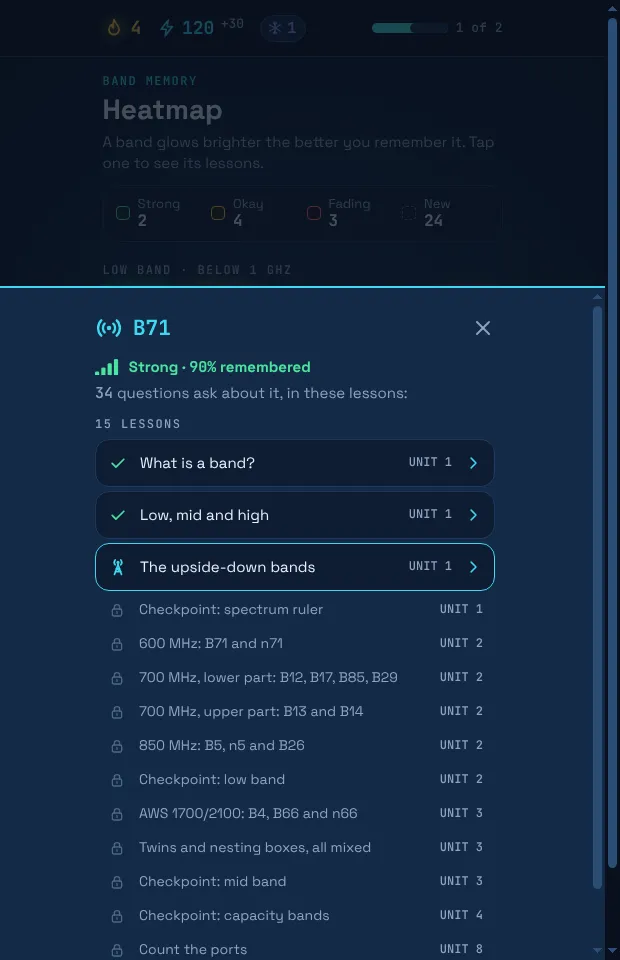 4 120 +30 1 1 of 2
BAND MEMORY
Heatmap
A band glows brighter the better you remember it. Tap
one to see its lessons.
Strong Okay Fading New
2 4 3 24
LOW BAND · BELOW 1 GHZ
B71
Strong · 90% remembered
34 questions ask about it, in these lessons:
15 LESSONS
What is a band? UNIT 1
Low, mid and high UNIT 1
The upside-down bands UNIT 1
Checkpoint: spectrum ruler UNIT 1
600 MHz: B71 and n71 UNIT 2
700 MHz, lower part: B12, B17, B85, B29 UNIT 2
700 MHz, upper part: B13 and B14 UNIT 2
850 MHz: B5, n5 and B26 UNIT 2
Checkpoint: low band UNIT 2
AWS 1700/2100: B4, B66 and n66 UNIT 3
Twins and nesting boxes, all mixed UNIT 3
Checkpoint: mid band UNIT 3
Checkpoint: capacity bands UNIT 4
Count the ports UNIT 8